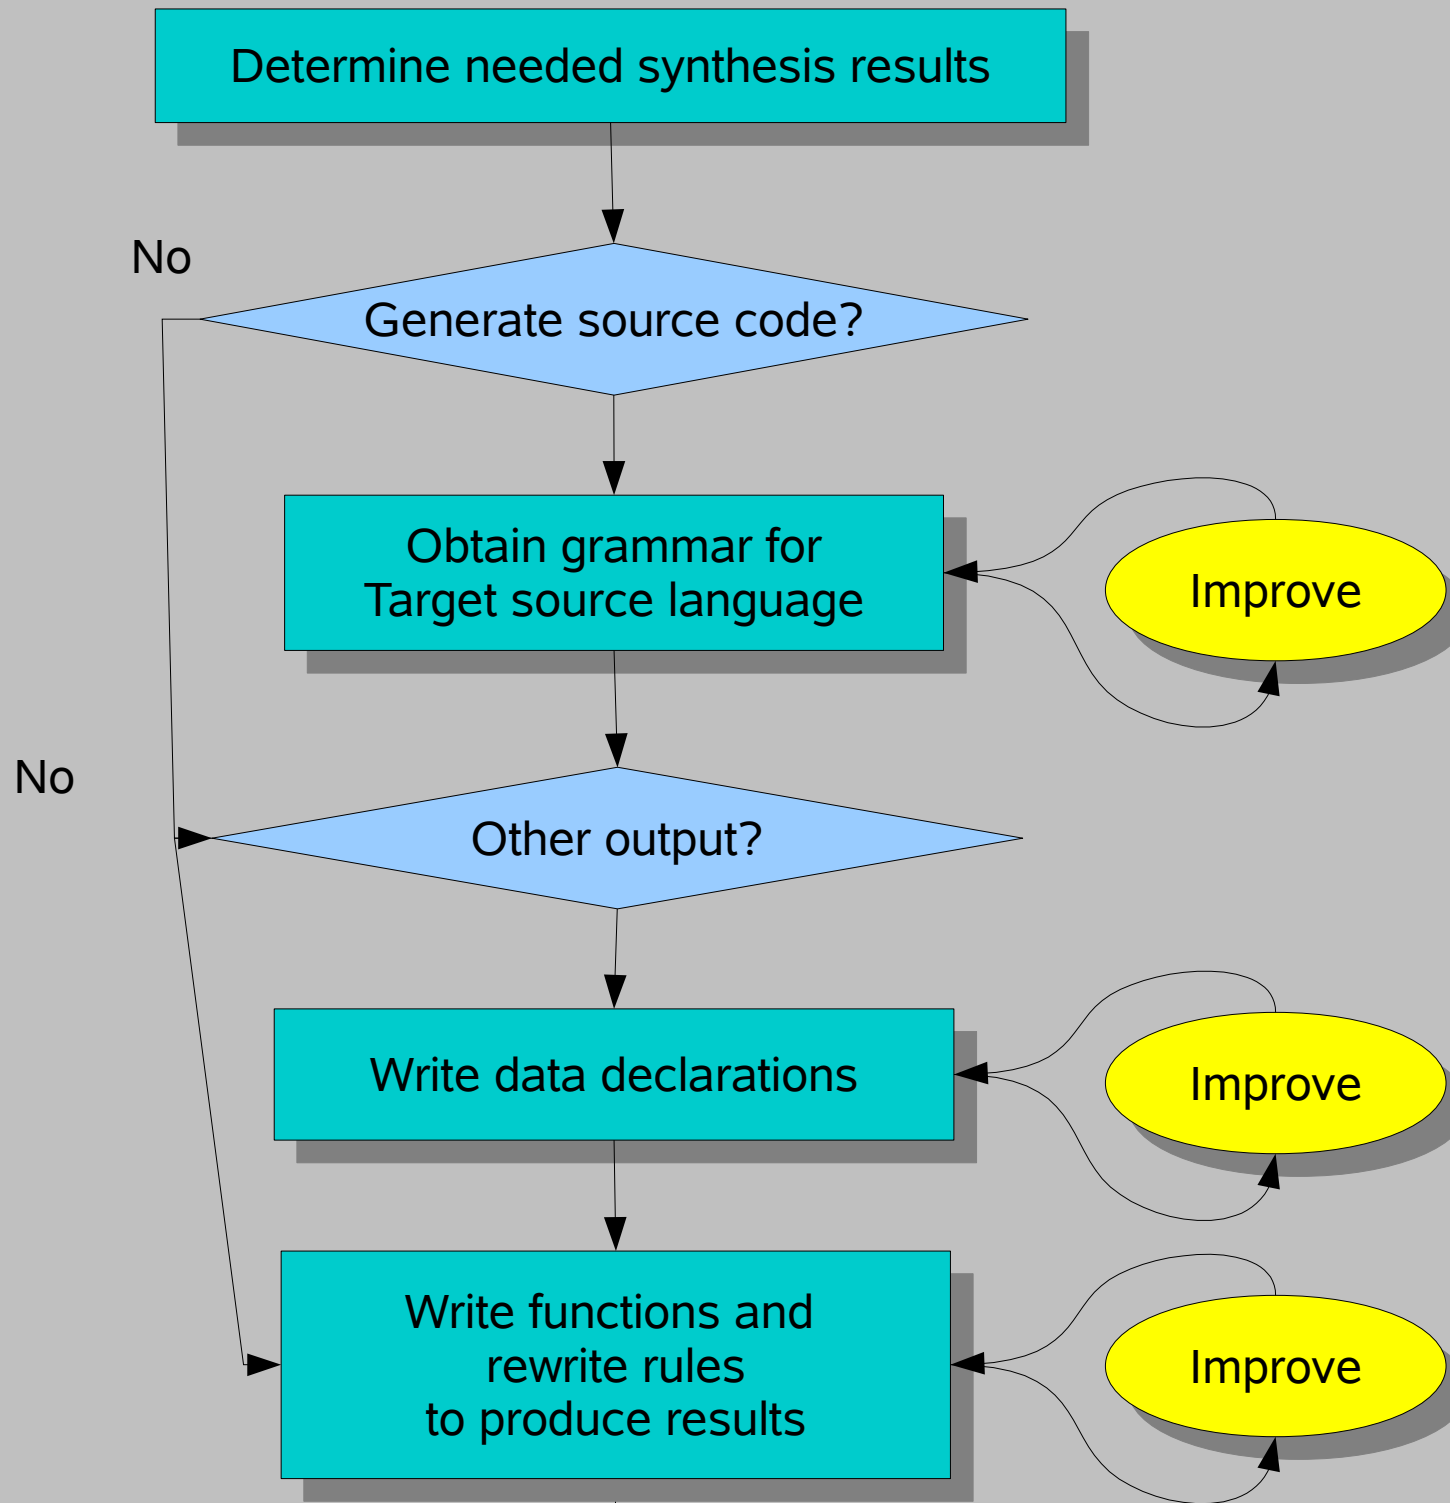 Determine needed synthesis results
No
Generate source code?
Obtain grammar for
Target source language
Improve
No
Other output?
Write data declarations
Improve
Write functions and
rewrite rules
to produce results
Improve